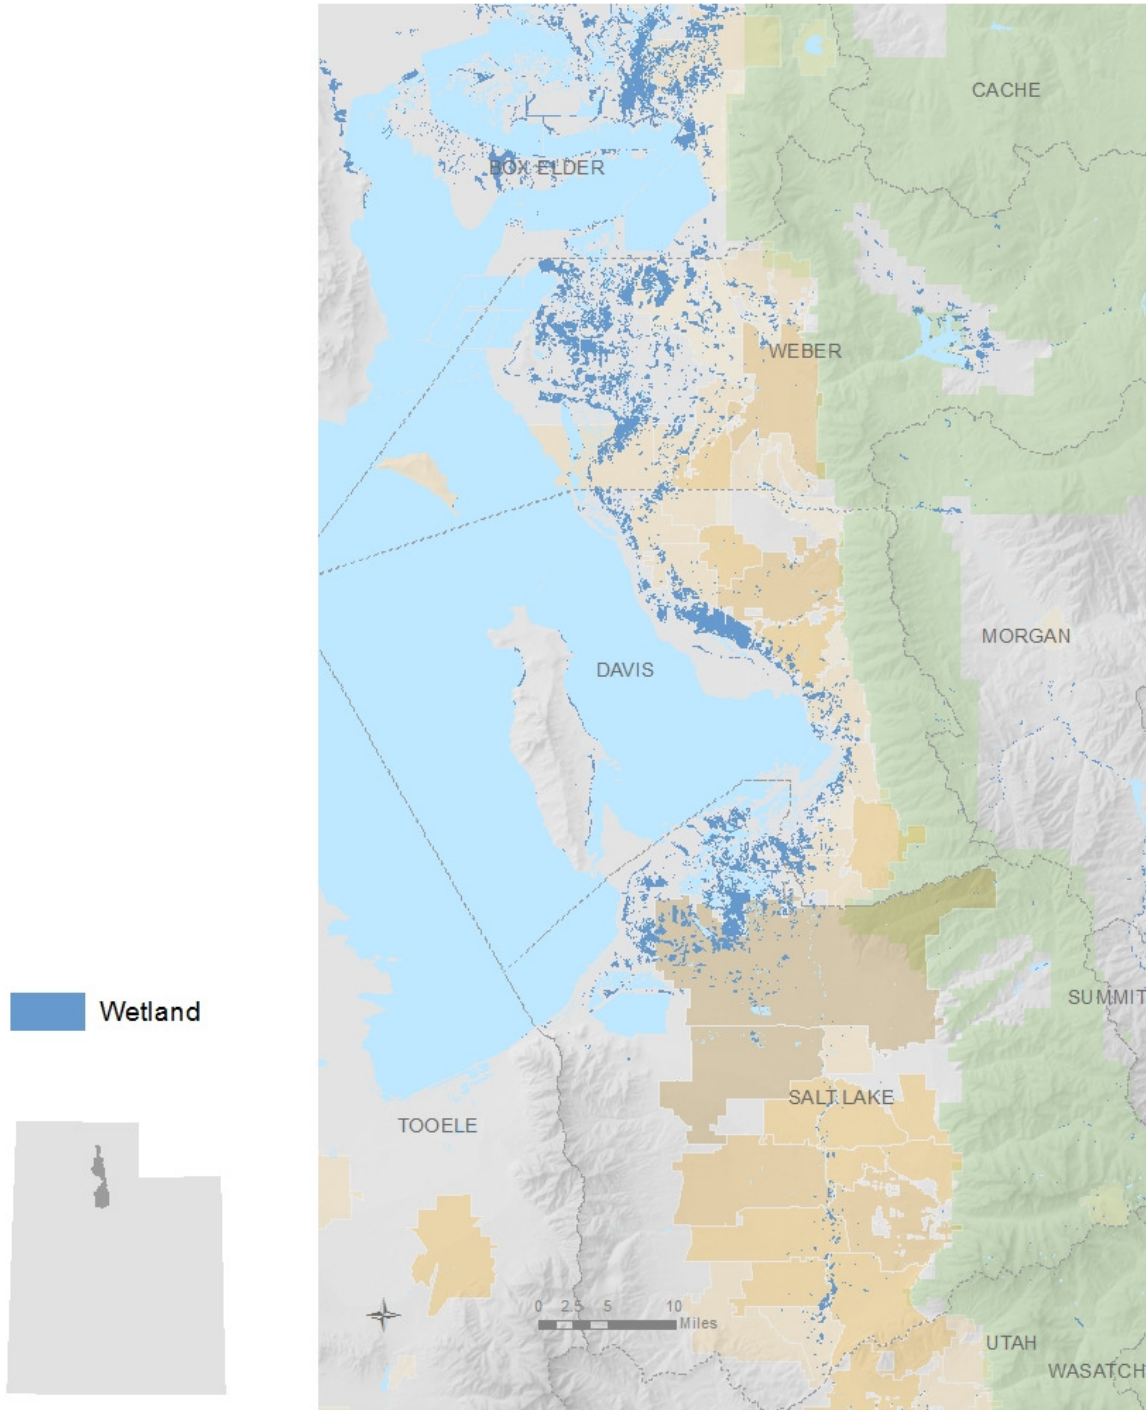 CACHE
BOX ELDER
WEBER
MORGAN
DAVIS
Wetland
SUMMIT
SALT LAKE
TOOELE
0 2.5 5 10
Miles
UTAH
WASATCH